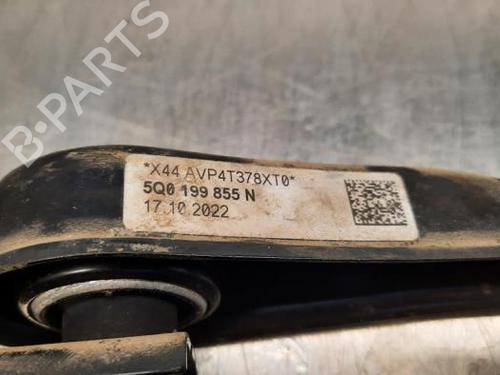 B-PARTS
*X44 AVP4T378XT0*
5Q0 199 855 N
17.10.2022